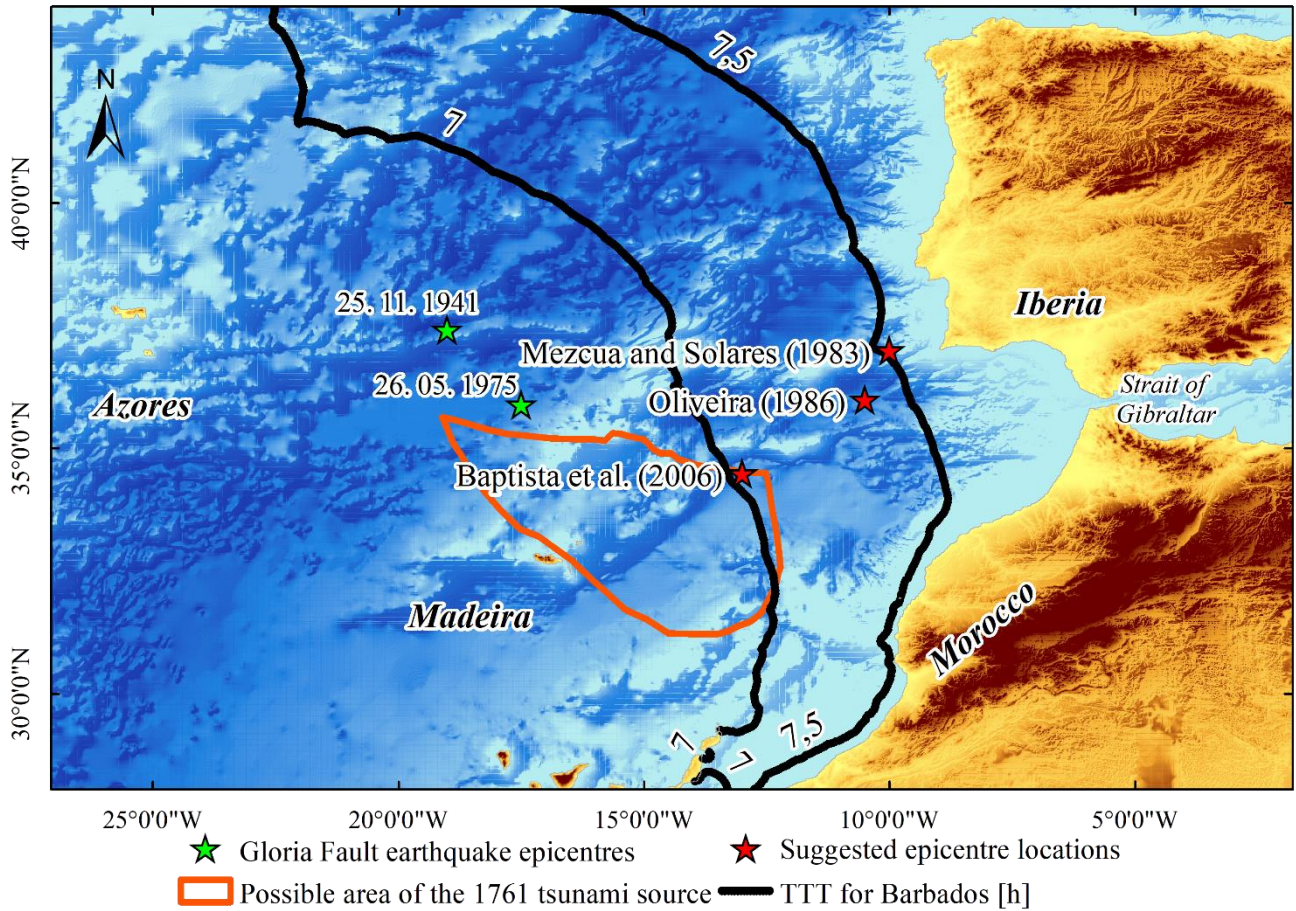 7,5
N
7
40°0'0"N
25. 11. 1941
Iberia
Mezcua and Solares (1983)
26. 05. 1975
Strait of
Gibraltar
Azores
Oliveira (1986)
35°0'0"N
Baptista et al. (2006)
Madeira
Morocco
30°0'0"N
7
7
7,5
25°0'0"W
20°0'0"W
15°0'0"W
10°0'0"W
5°0'0"W
Gloria Fault earthquake epicentres
Suggested epicentre locations
Possible area of the 1761 tsunami source
TTT for Barbados [h]